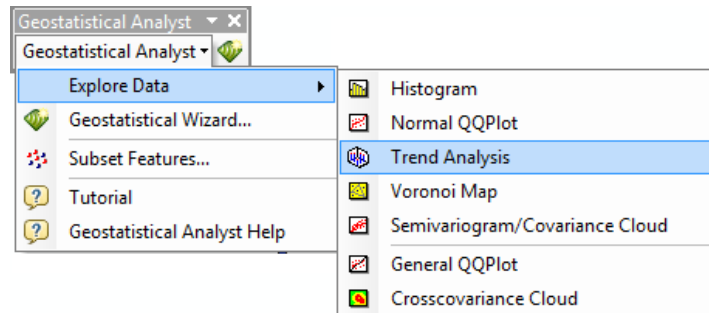 Geostatistical Analyst
Geostatistical Analyst
Explore Data
Geostatistical Wizard...
Subset Features...
Tutorial
Geostatistical Analyst Help
Histogram
Normal QQPlot
Trend Analysis
Voronoi Map
Semivariogram/Covariance Cloud
General QQPlot
Crosscovariance Cloud